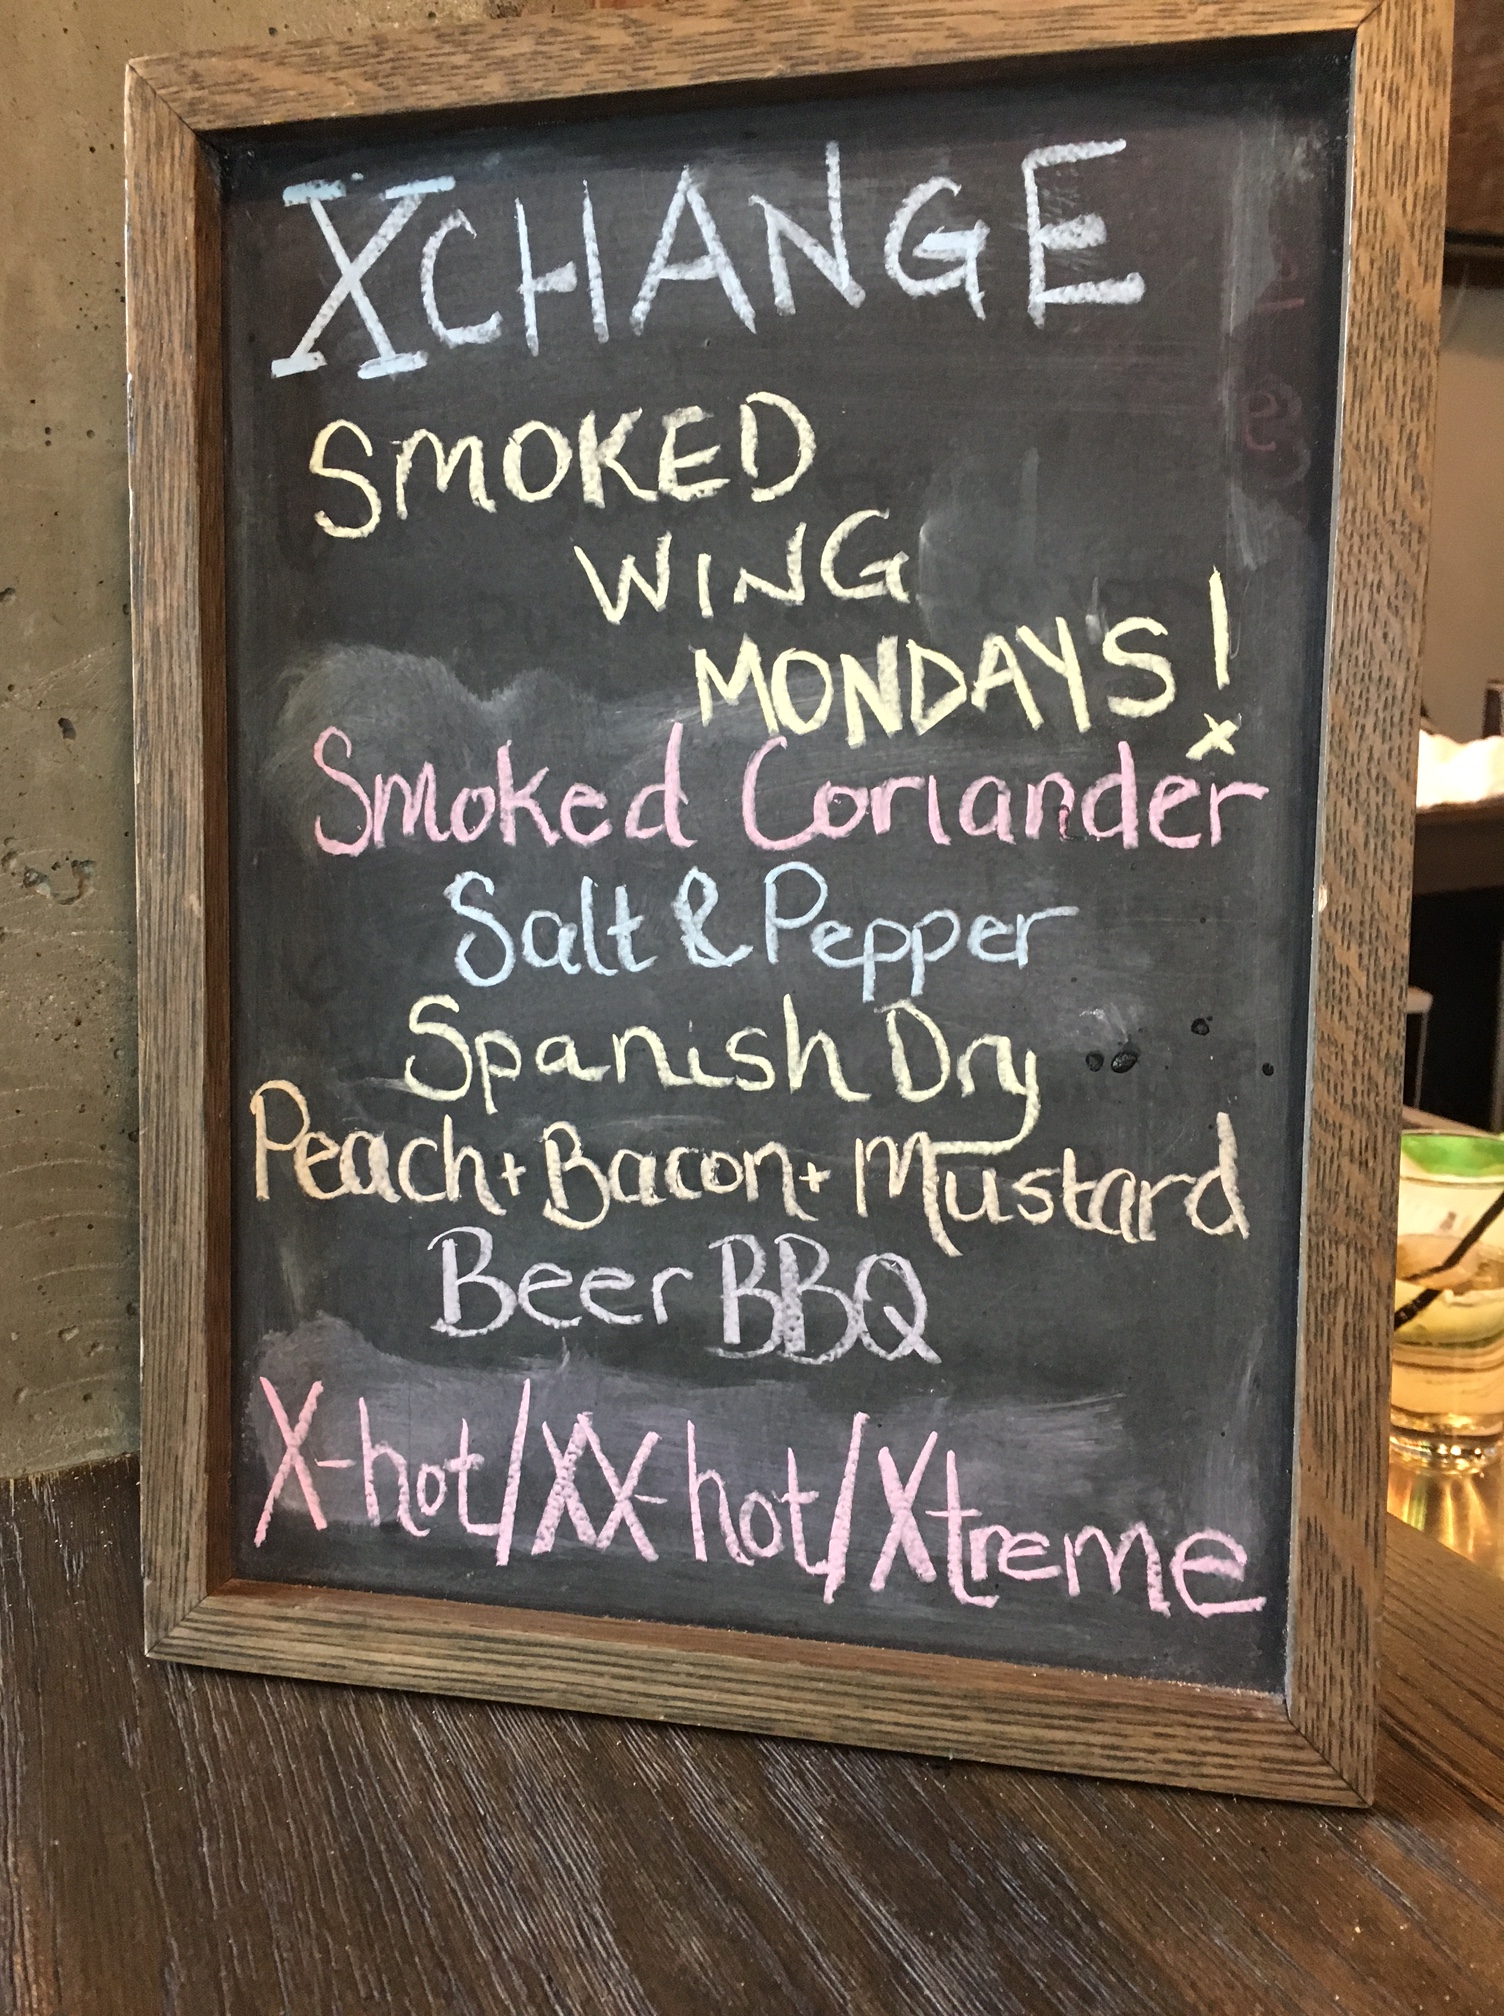 XCHANGE
SMOKED
WING
MONDAYS!
Smoked Coriander
Salt & Pepper
Spanish Dry
Peach + Bacon + Mustard
Beer BBQ
X-hot/XX-hot/Xtreme